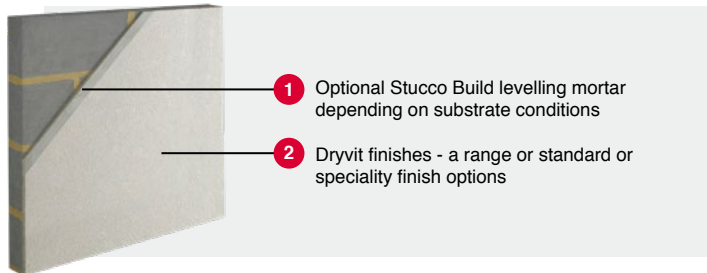 1 Optional Stucco Build levelling mortar
depending on substrate conditions
2 Dryvit finishes - a range or standard or
speciality finish options